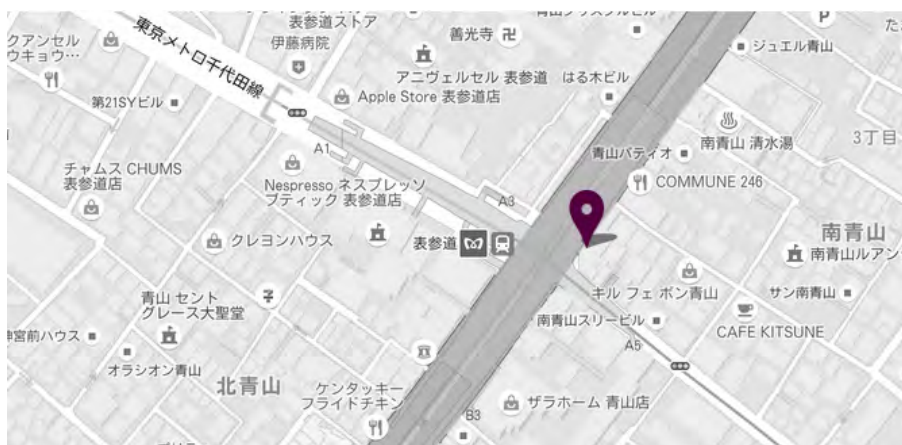 表参道ストア
伊藤病院
善光寺
ジュエル青山
クアンセル
ウキョウ…
東京メトロ千代田線
アニヴェルセル 表参道
はる木ビル
Apple Store 表参道店
第21SYビル
南青山 清水湯
3丁目
A1
青山パティオ
チャムス CHUMS
表参道店
Nespresso ネスプレッソ
ブティック 表参道店
COMMUNE 246
A3
クレヨンハウス
表参道
南青山
南青山ルアン
キル フェ ボン青山
サン南青山
青山 セント
グレース大聖堂
南青山スリービル
CAFE KITSUNE
神宮前ハウス
A5
オラシオン青山
北青山
ケンタッキー
フライドチキン
ザラホーム 青山店
B3